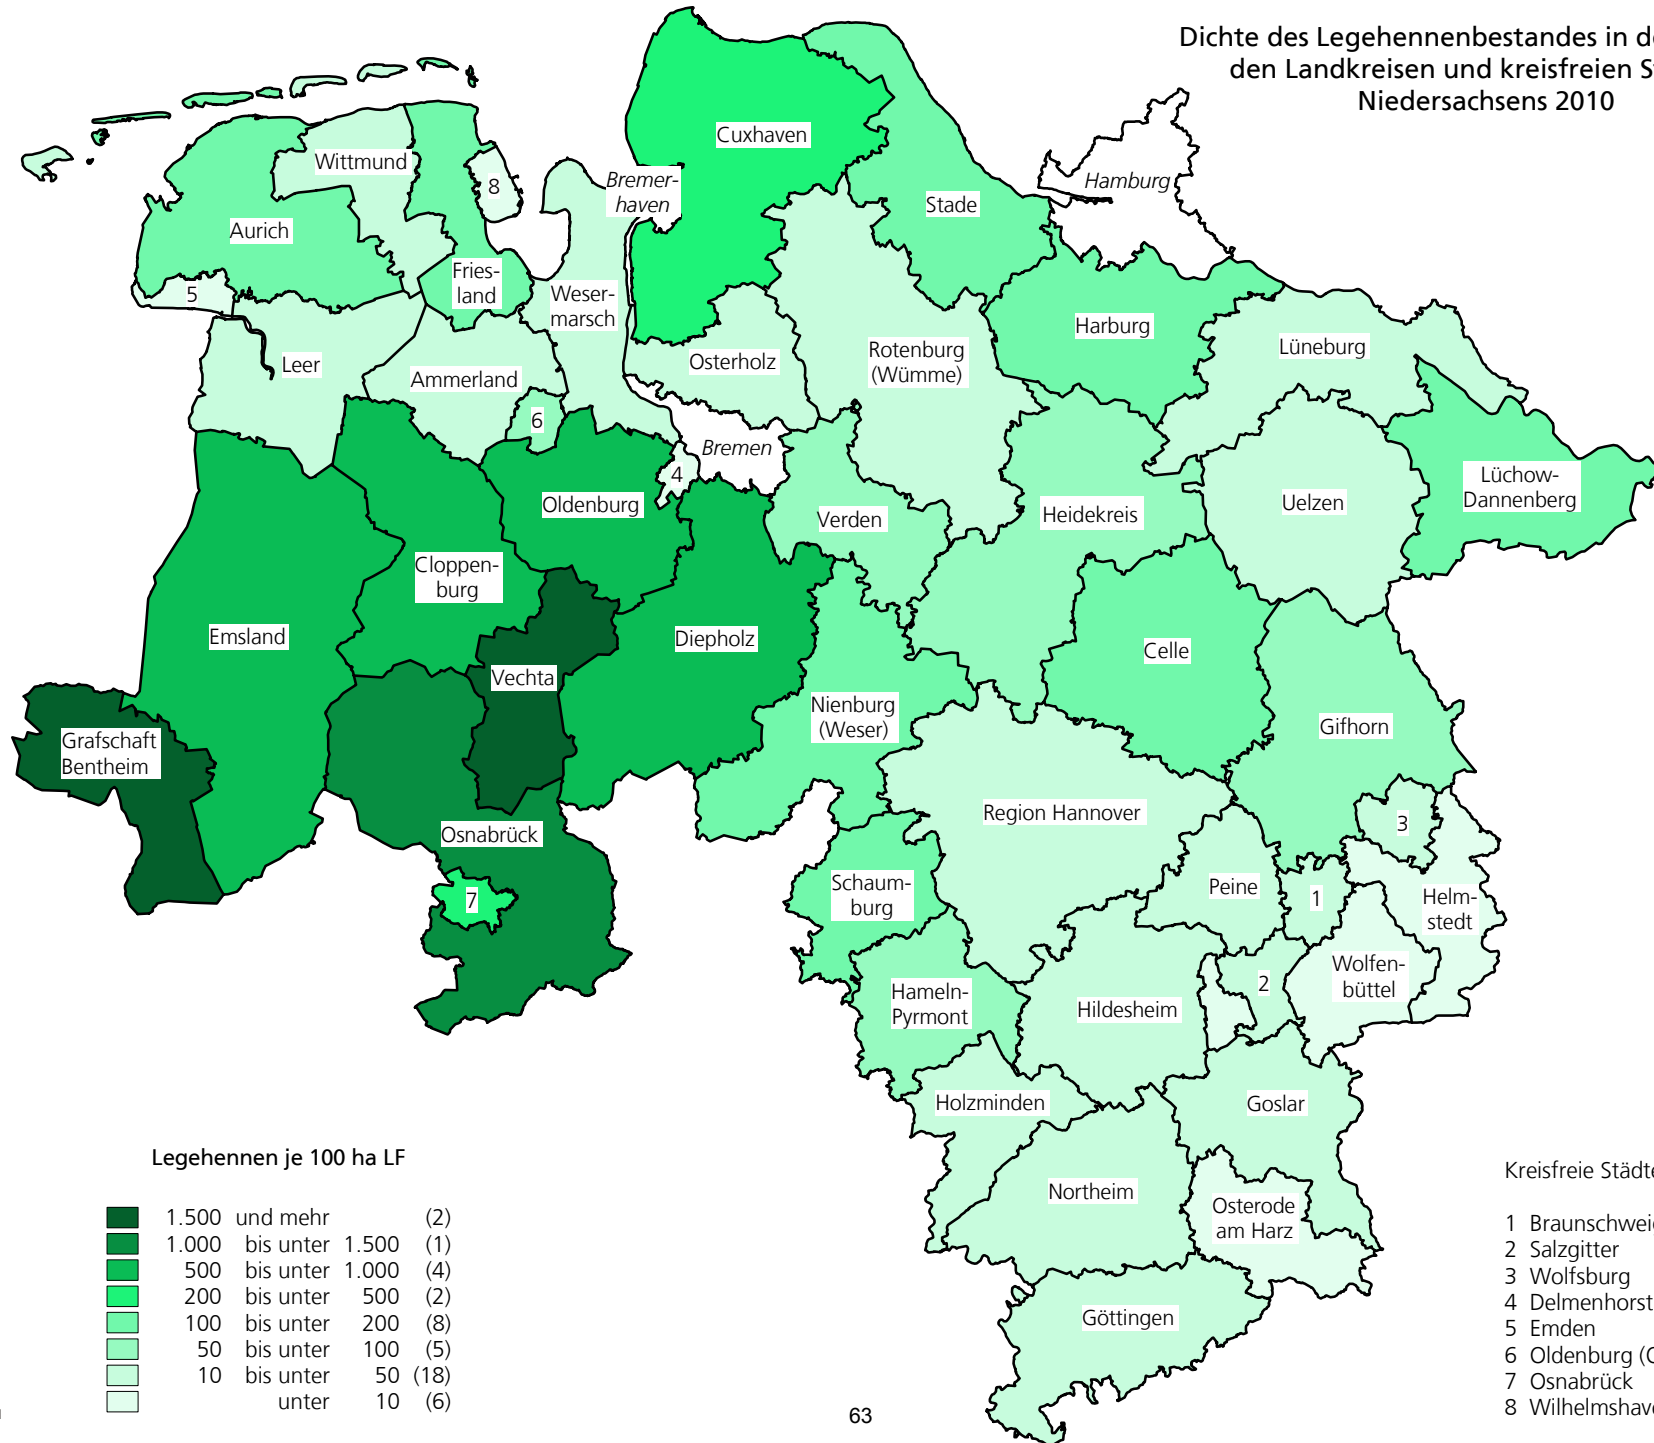 Dichte des Legehennenbestandes in
den Landkreisen und kreisfreien
Niedersachsens 2010
Cuxhaven
Wittmund
8
Bremer-
haven
Hamburg
Stade
Aurich
Fries-
land
5
Weser-
marsch
Harburg
Lüneburg
Leer
Osterholz
Rotenburg
(Wümme)
Ammerland
6
Bremen
4
Lüchow-
Dannenberg
Oldenburg
Verden
Heidekreis
Uelzen
Cloppen-
burg
Emsland
Diepholz
Celle
Vechta
Nienburg
(Weser)
Gifhorn
Grafschaft
Bentheim
Region Hannover
3
Osnabrück
7
Schaum-
burg
Peine
1
Helm-
stedt
Wolfen-
büttel
2
Hameln-
Pyrmont
Hildesheim
Holzminden
Goslar
Northeim
Osterode
am Harz
Göttingen
Legehennen je 100 ha LF
1.500 und mehr (2)
1.000 bis unter 1.500 (1)
500 bis unter 1.000 (4)
200 bis unter 500 (2)
100 bis unter 200 (8)
50 bis unter 100 (5)
10 bis unter 50 (18)
unter 10 (6)
Kreisfreie
1 Braunschweig
2 Salzgitter
3 Wolfsburg
4 Delmenhorst
5 Emden
6 Oldenburg
7 Osnabrück
8
63